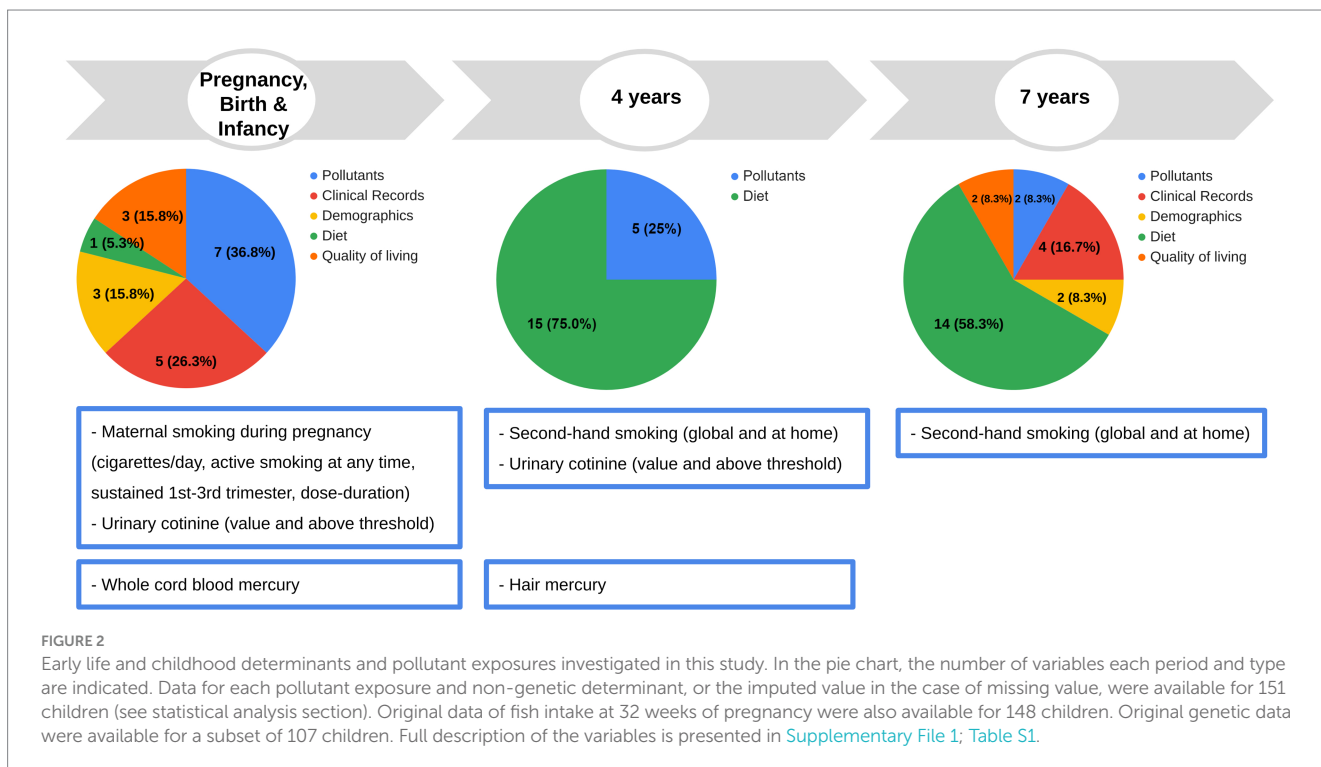 Pregnancy,
Birth &
Infancy
4 years
7 years
Pollutants
Clinical Records
Demographics
Diet
Quality of living
3 (15.8%)
7 (36.8%)
1 (5.3%)
3 (15.8%)
5 (26.3%)
Pollutants
Diet
5 (25%)
15 (75.0%)
Pollutants
Clinical Records
Demographics
Diet
Quality of living
2 (8.3%)
2 (8.3%)
4 (16.7%)
2 (8.3%)
14 (58.3%)
- Maternal smoking during pregnancy
(cigarettes/day, active smoking at any time,
sustained 1st-3rd trimester, dose-duration)
- Urinary cotinine (value and above threshold)
- Second-hand smoking (global and at home)
- Urinary cotinine (value and above threshold)
- Second-hand smoking (global and at home)
- Whole cord blood mercury
- Hair mercury
FIGURE 2
Early life and childhood determinants and pollutant exposures investigated in this study. In the pie chart, the number of variables each period and type
are indicated. Data for each pollutant exposure and non-genetic determinant, or the imputed value in the case of missing value, were available for 151
children (see statistical analysis section). Original data of fish intake at 32 weeks of pregnancy were also available for 148 children. Original genetic data
were available for a subset of 107 children. Full description of the variables is presented in Supplementary File 1; Table S1.